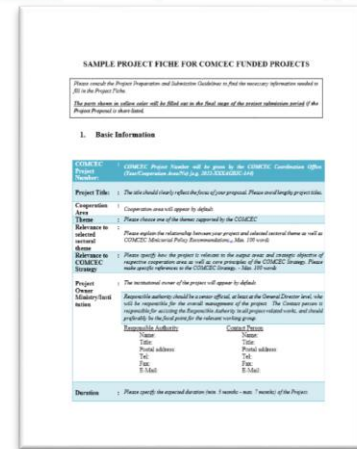 SAMPLE PROJECT FICHE FOR COMCEC FUNDED PROJECTS
Please consult the Project Preparation and Submission Guidelines to find the necessary information needed to
fill in the Project Fiche.
The parts shown in yellow color will be filled out in the final stage of the project submission period if the
Project Proposal is short-listed.
1. Basic Information
COMCEC Project Number: : COMCEC Project Number will be given by the COMCEC Coordination Office
Project Title: : The title should clearly reflect the focus of your proposal. Please avoid lengthy project titles.
Cooperation Area : Cooperation area will appear by default.
Theme : Please choose one of the themes supported by the COMCEC
Relevance to selected sectoral theme : Please explain the relationship between your project and selected sectoral theme as well as
COMCEC Ministerial Policy Recommendations. Max. 100 words
Relevance to COMCEC Strategy : Please specify how the project is relevant to the output areas and strategic objective of
respective cooperation area as well as core principles of the COMCEC Strategy. Please
make specific references to the COMCEC Strategy. - Max. 100 words
Project Owner Ministry/Insti tution : The institutional owner of the project will appear by default.
Responsible authority should be a senior official, at least at the General Director level, who
will be responsible for the overall management of the project. The Contact person is
responsible for assisting the Responsible Authority in all project related works, and should
preferably be the focal point for the relevant working group.
Responsible Authority Contact Person
Name: Name:
Title: Title:
Postal address: Postal address:
Tel: Tel:
Fax: Fax:
E-Mail: E-Mail:
Duration : Please specify the expected duration (min. 5 months - max. 7 months) of the Project.